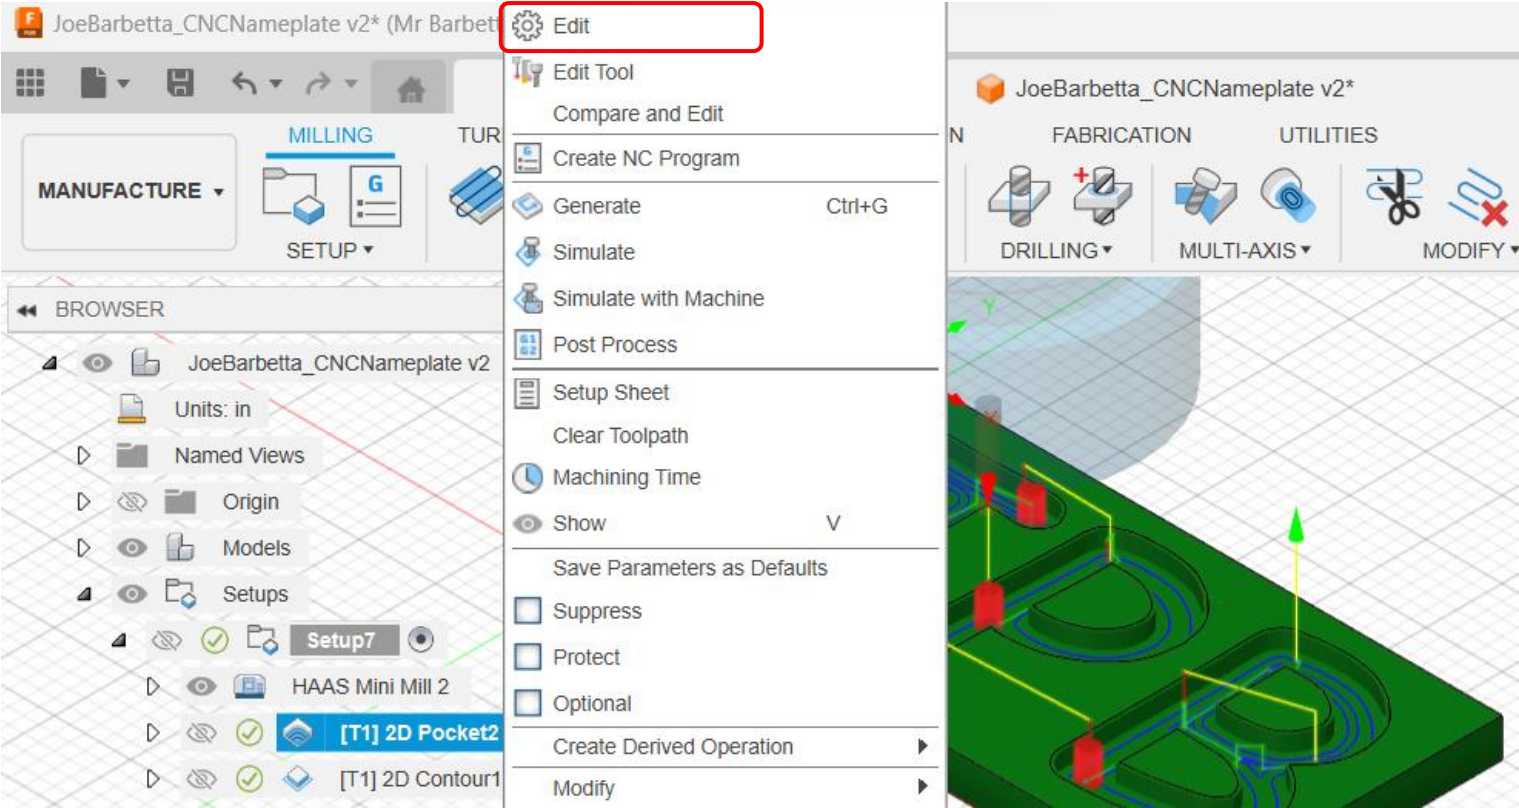 JoeBarbetta_CNCNameplate v2* (Mr Barbett
JoeBarbetta_CNCNameplate v2*
MILLING
TUR
N
FABRICATION
UTILITIES
MANUFACTURE
G
SETUP
DRILLING
MULTI-AXIS
MODIFY
BROWSER
JoeBarbetta_CNCNameplate v2
Units: in
Named Views
Origin
Models
Setups
Setup7
HAAS Mini Mill 2
[T1] 2D Pocket2
[T1] 2D Contour1
Edit
Edit Tool
Compare and Edit
G
Create NC Program
Generate Ctrl+G
Simulate
Simulate with Machine
G1
G2
Post Process
Setup Sheet
Clear Toolpath
Machining Time
Show V
Save Parameters as Defaults
Suppress
Protect
Optional
Create Derived Operation
Modify
Y
X